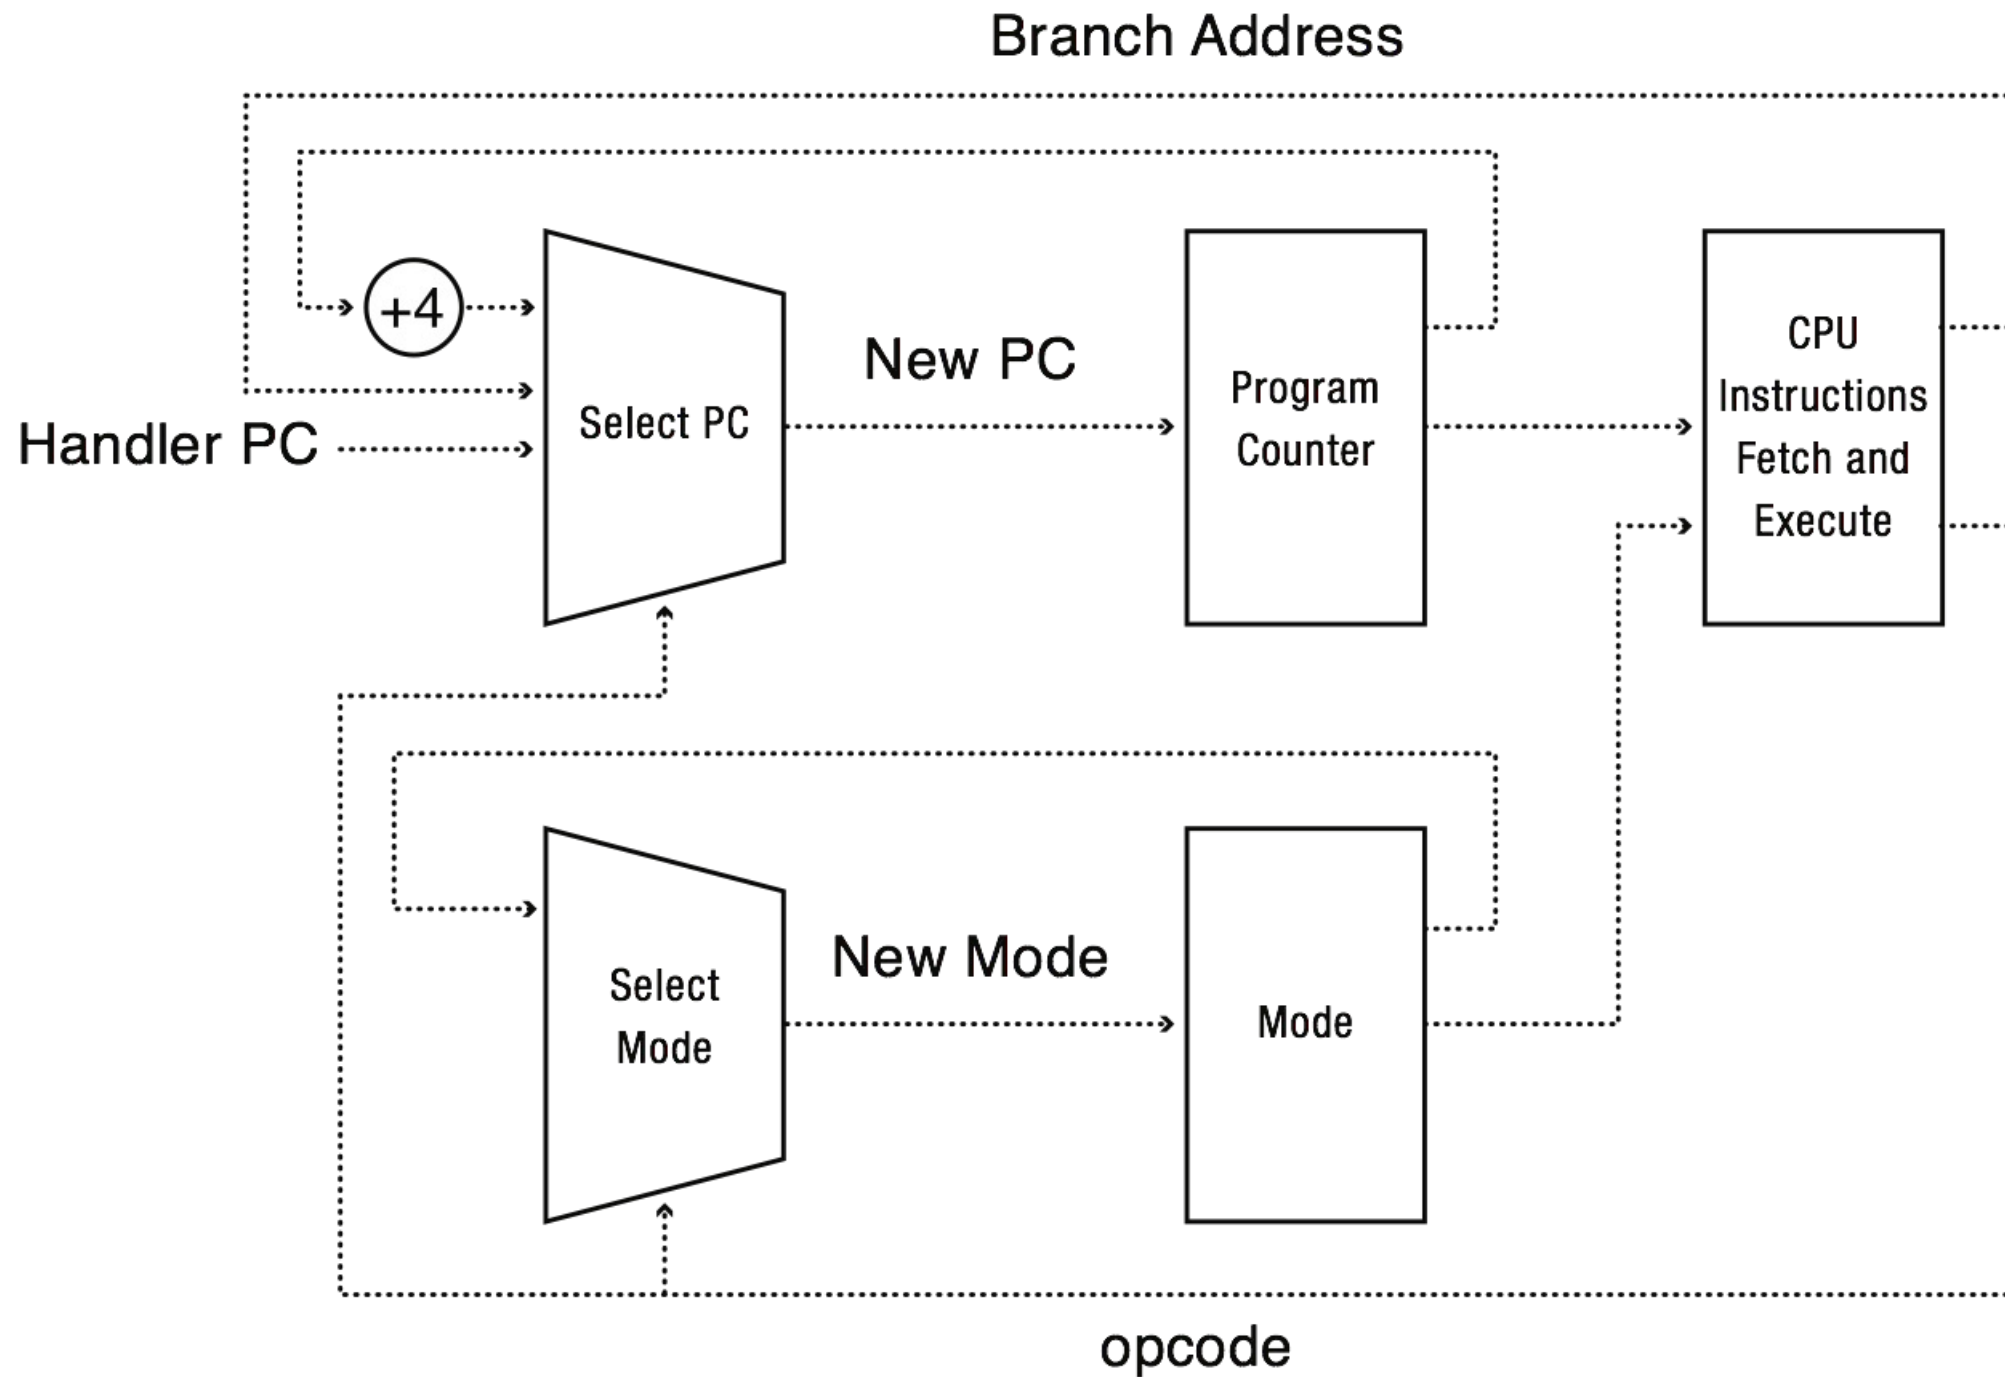 Branch Address
+4
New PC
CPU
Instructions
Fetch and
Execute
Program
Counter
Select PC
Handler PC
New Mode
Select
Mode
Mode
opcode